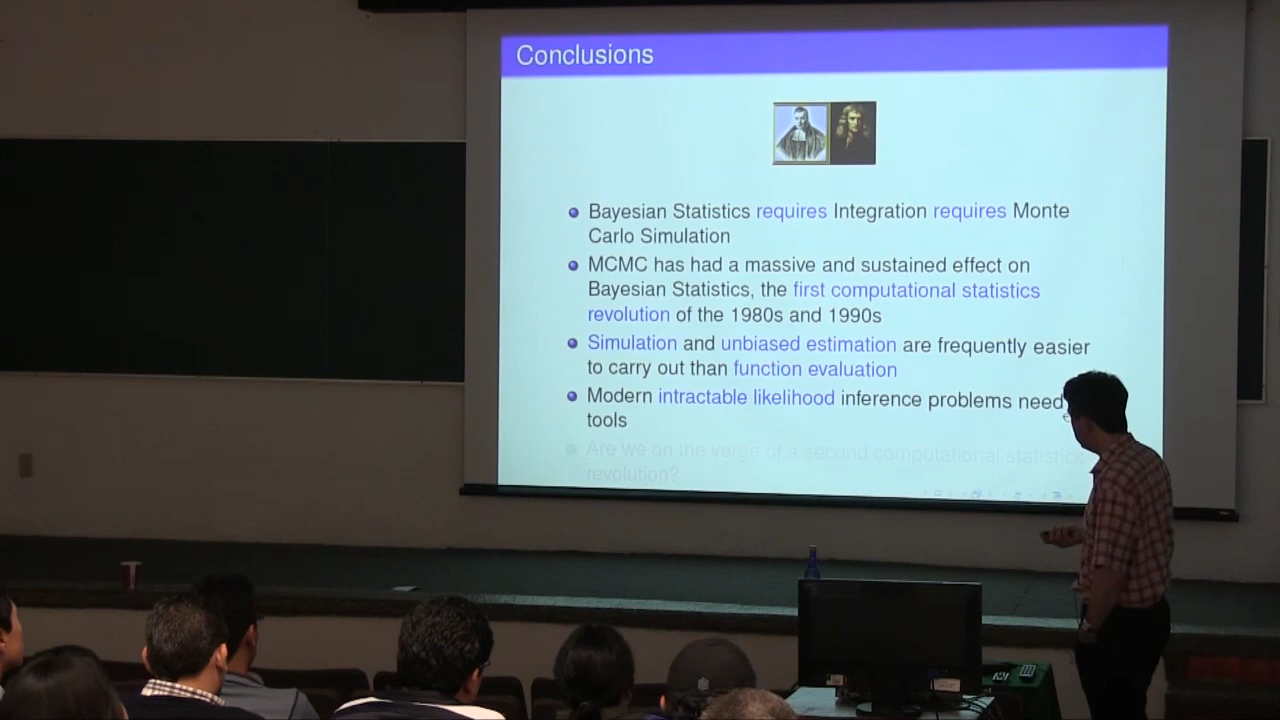 Conclusions
Bayesian Statistics requires Integration requires Monte
Carlo Simulation
MCMC has had a massive and sustained effect on
Bayesian Statistics, the first computational statistics
revolution of the 1980s and 1990s
Simulation and unbiased estimation are frequently easier
to carry out than function evaluation
Modern intractable likelihood inference problems need
tools
Are we on the verge of a second computational statistics
revolution?